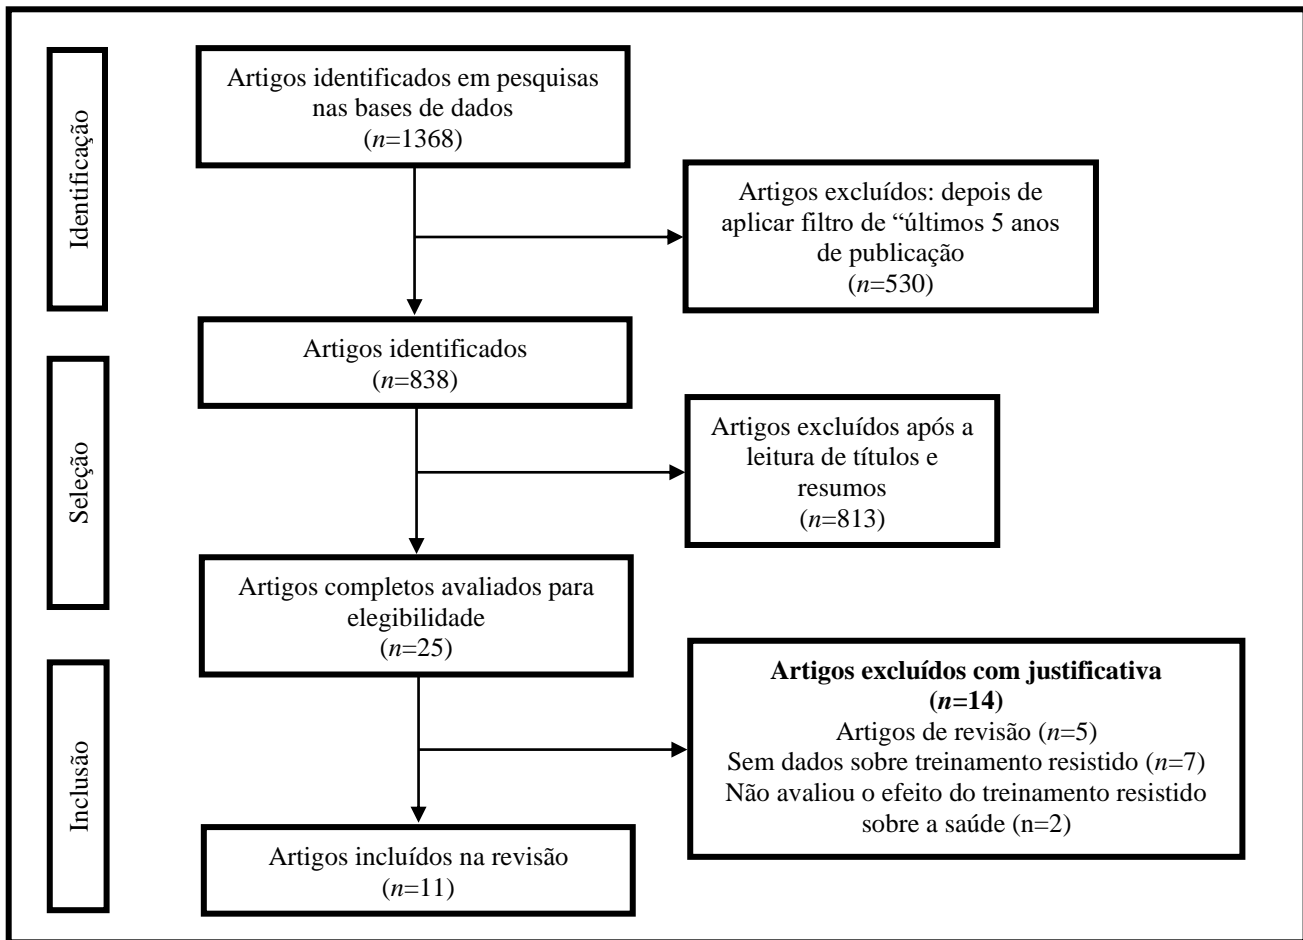 Identificação
Artigos identificados em pesquisas
nas bases de dados
(n=1368)
Artigos excluídos: depois de
aplicar filtro de “últimos 5 anos
de publicação
(n=530)
Artigos identificados
(n=838)
Seleção
Artigos excluídos após a
leitura de títulos e
resumos
(n=813)
Artigos completos avaliados para
elegibilidade
(n=25)
Inclusão
Artigos excluídos com justificativa
(n=14)
Artigos de revisão (n=5)
Sem dados sobre treinamento resistido (n=7)
Não avaliou o efeito do treinamento resistido
sobre a saúde (n=2)
Artigos incluídos na revisão
(n=11)